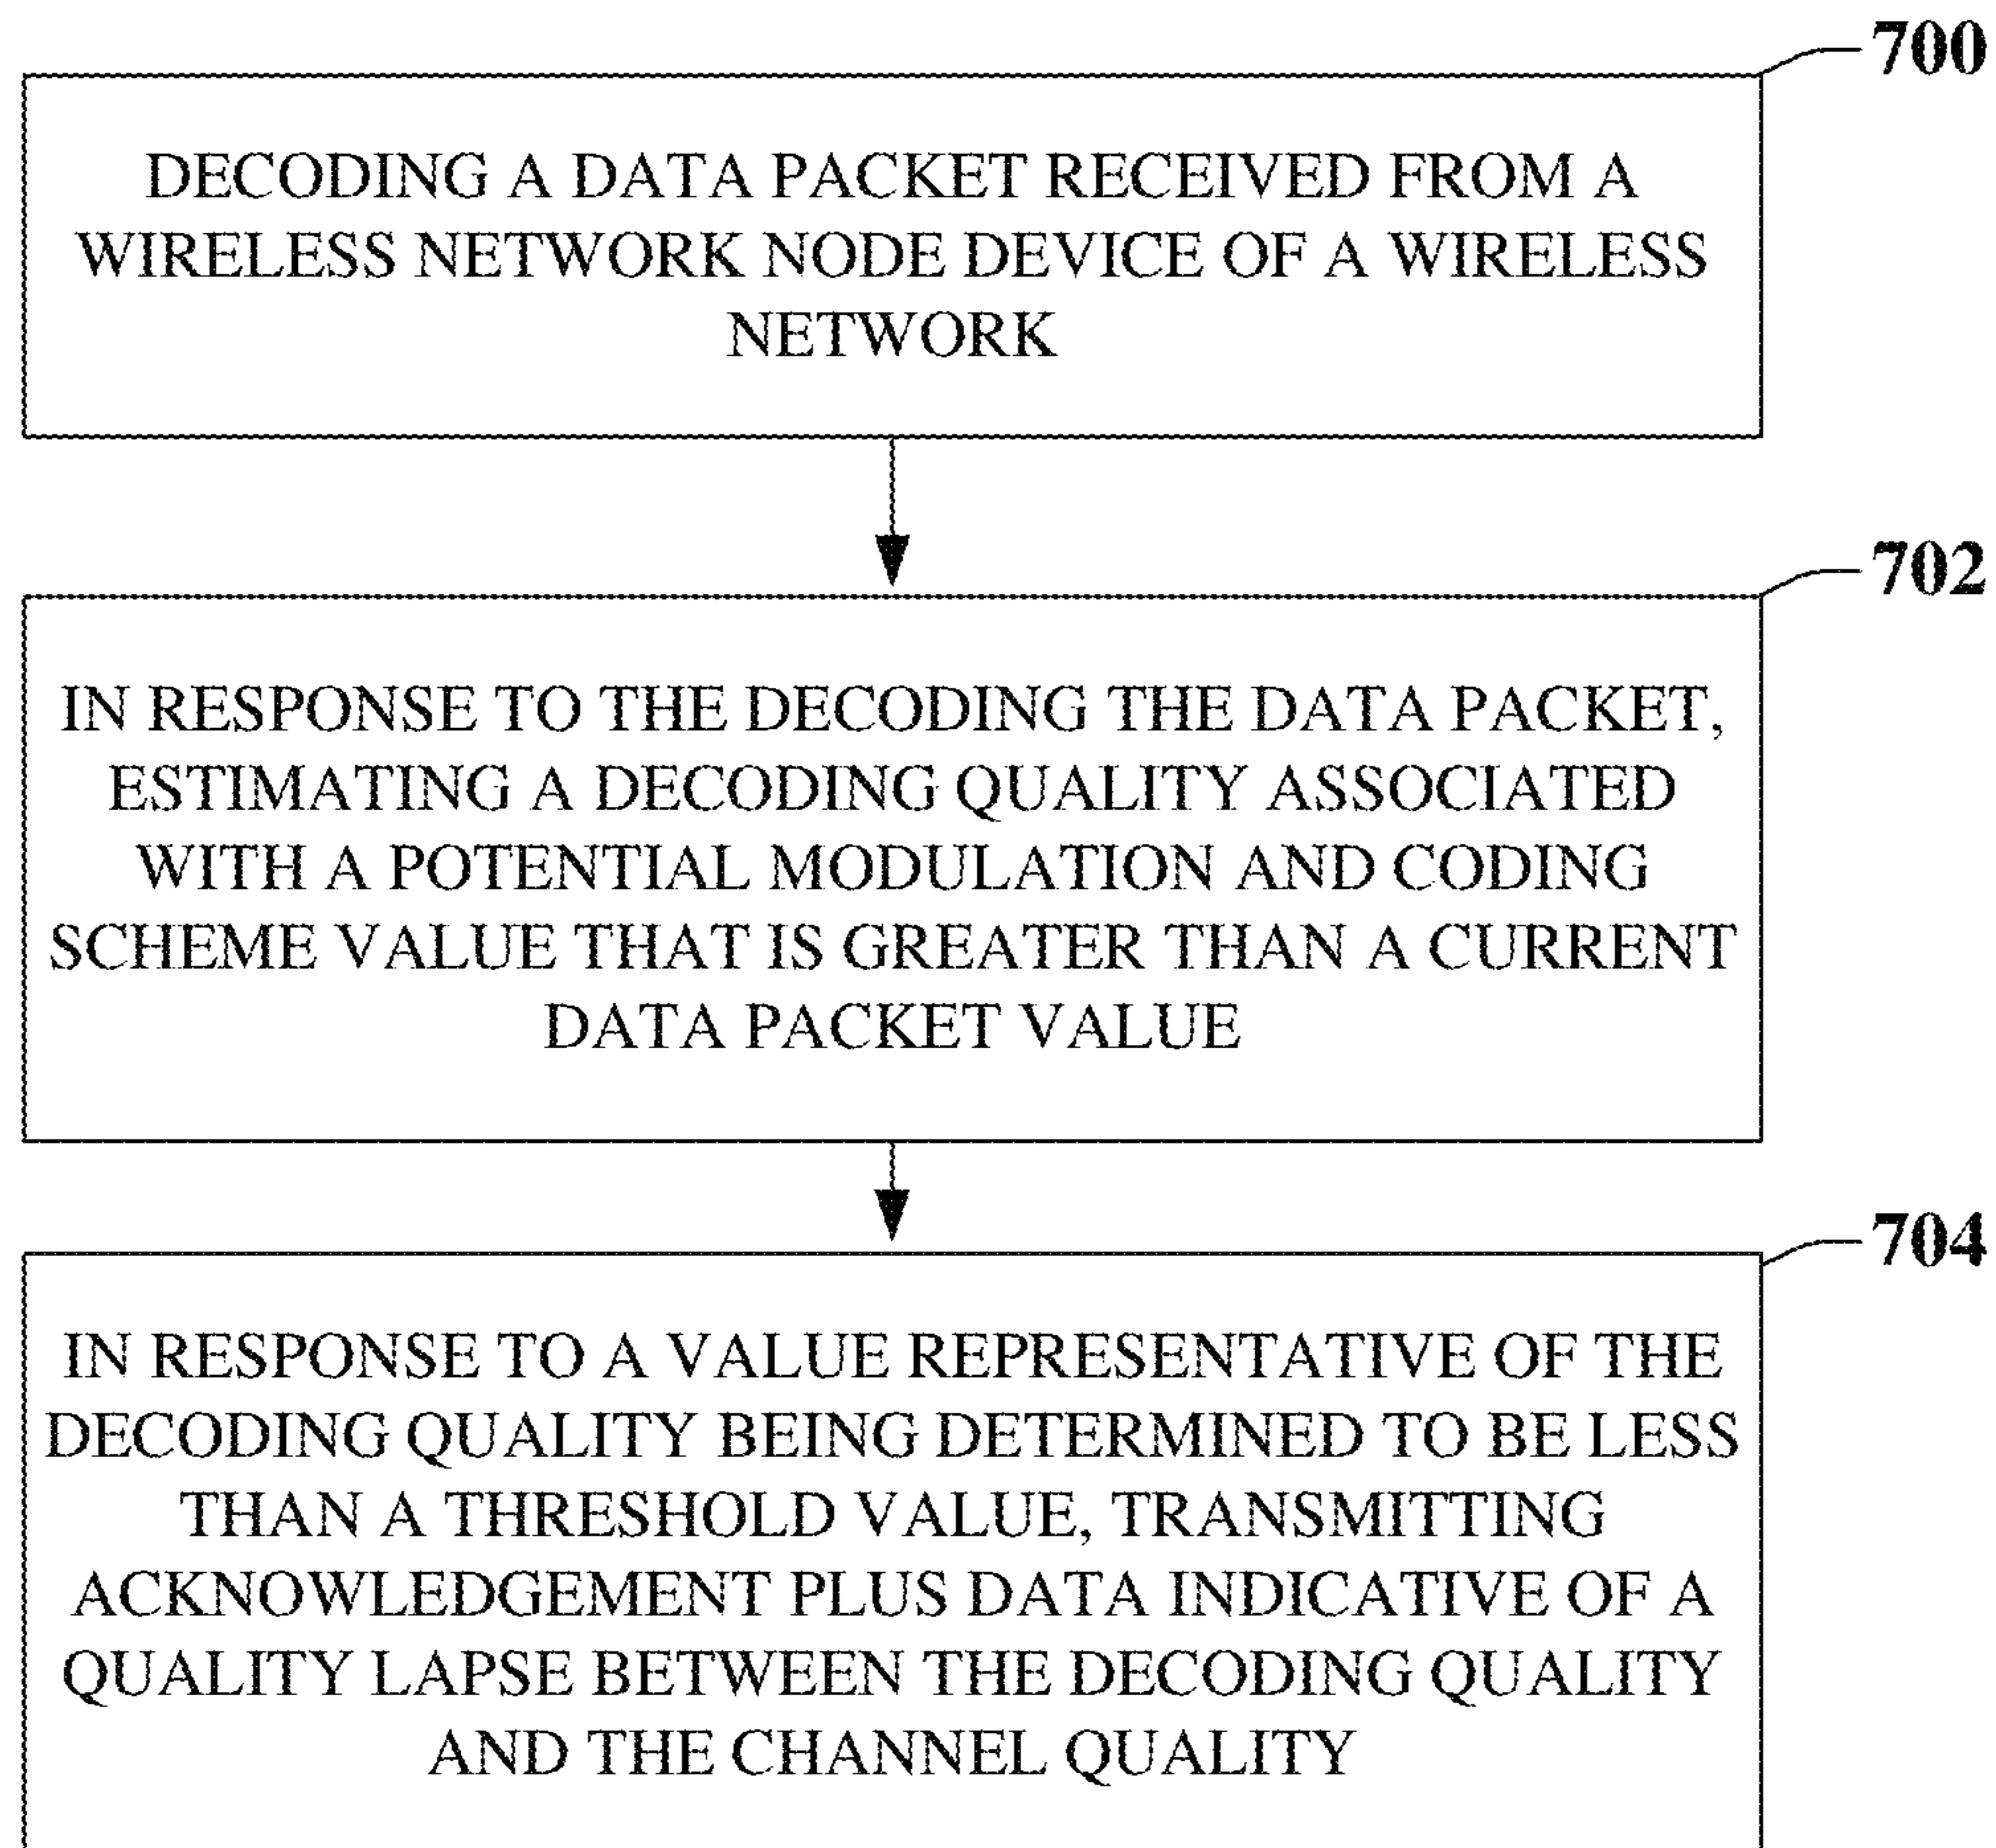 700
DECODING A DATA PACKET RECEIVED FROM A
WIRELESS NETWORK NODE DEVICE OF A WIRELESS
NETWORK
702
IN RESPONSE TO THE DECODING THE DATA PACKET,
ESTIMATING A DECODING QUALITY ASSOCIATED
WITH A POTENTIAL MODULATION AND CODING
SCHEME VALUE THAT IS GREATER THAN A CURRENT
DATA PACKET VALUE
704
IN RESPONSE TO A VALUE REPRESENTATIVE OF THE
DECODING QUALITY BEING DETERMINED TO BE LESS
THAN A THRESHOLD VALUE, TRANSMITTING
ACKNOWLEDGEMENT PLUS DATA INDICATIVE OF A
QUALITY LAPSE BETWEEN THE DECODING QUALITY
AND THE CHANNEL QUALITY